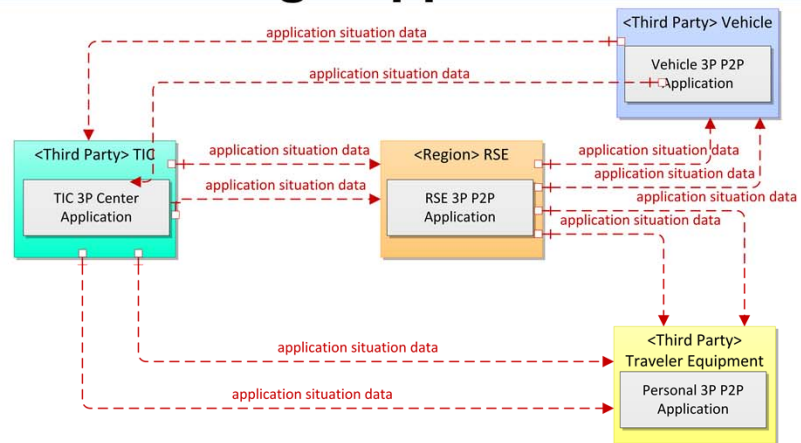 application situation data
<Third Party> Vehicle
Vehicle 3P P2P
Application
application situation data
<Third Party> TIC
TIC 3P Center
Application
application situation data
application situation data
<Region> RSE
RSE 3P P2P
Application
application situation data
application situation data
application situation data
application situation data
<Third Party>
Traveler Equipment
Personal 3P P2P
Application
application situation data
application situation data